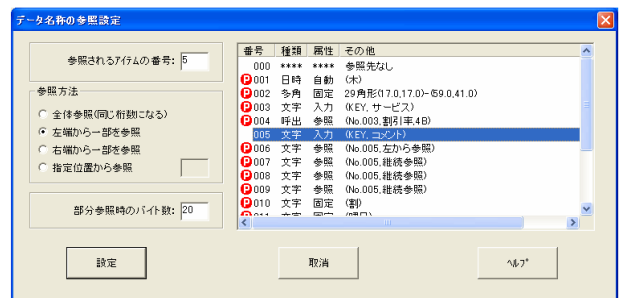 データ名称の参照設定
参照されるアイテムの番号: 5
参照方法
全体参照(同じ桁数になる)
左端から一部を参照
右端から一部を参照
指定位置から参照
部分参照時のバイト数: 20
番号 種類 属性 その他
000 **** **** 参照先なし
P 001 日時 自動 (木)
P 002 多角 固定 29角形(17.0,17.0)-(59.0,41.0)
P 003 文字 入力 (KEY, サービス)
P 004 呼出 参照 (No.003,割引率,4B)
005 文字 入力 (KEY, コメント)
P 006 文字 参照 (No.005,左から参照)
P 007 文字 参照 (No.005,継続参照)
P 008 文字 参照 (No.005,継続参照)
P 009 文字 参照 (No.005,継続参照)
P 010 文字 固定 (割)
設定
取消
ヘルプ